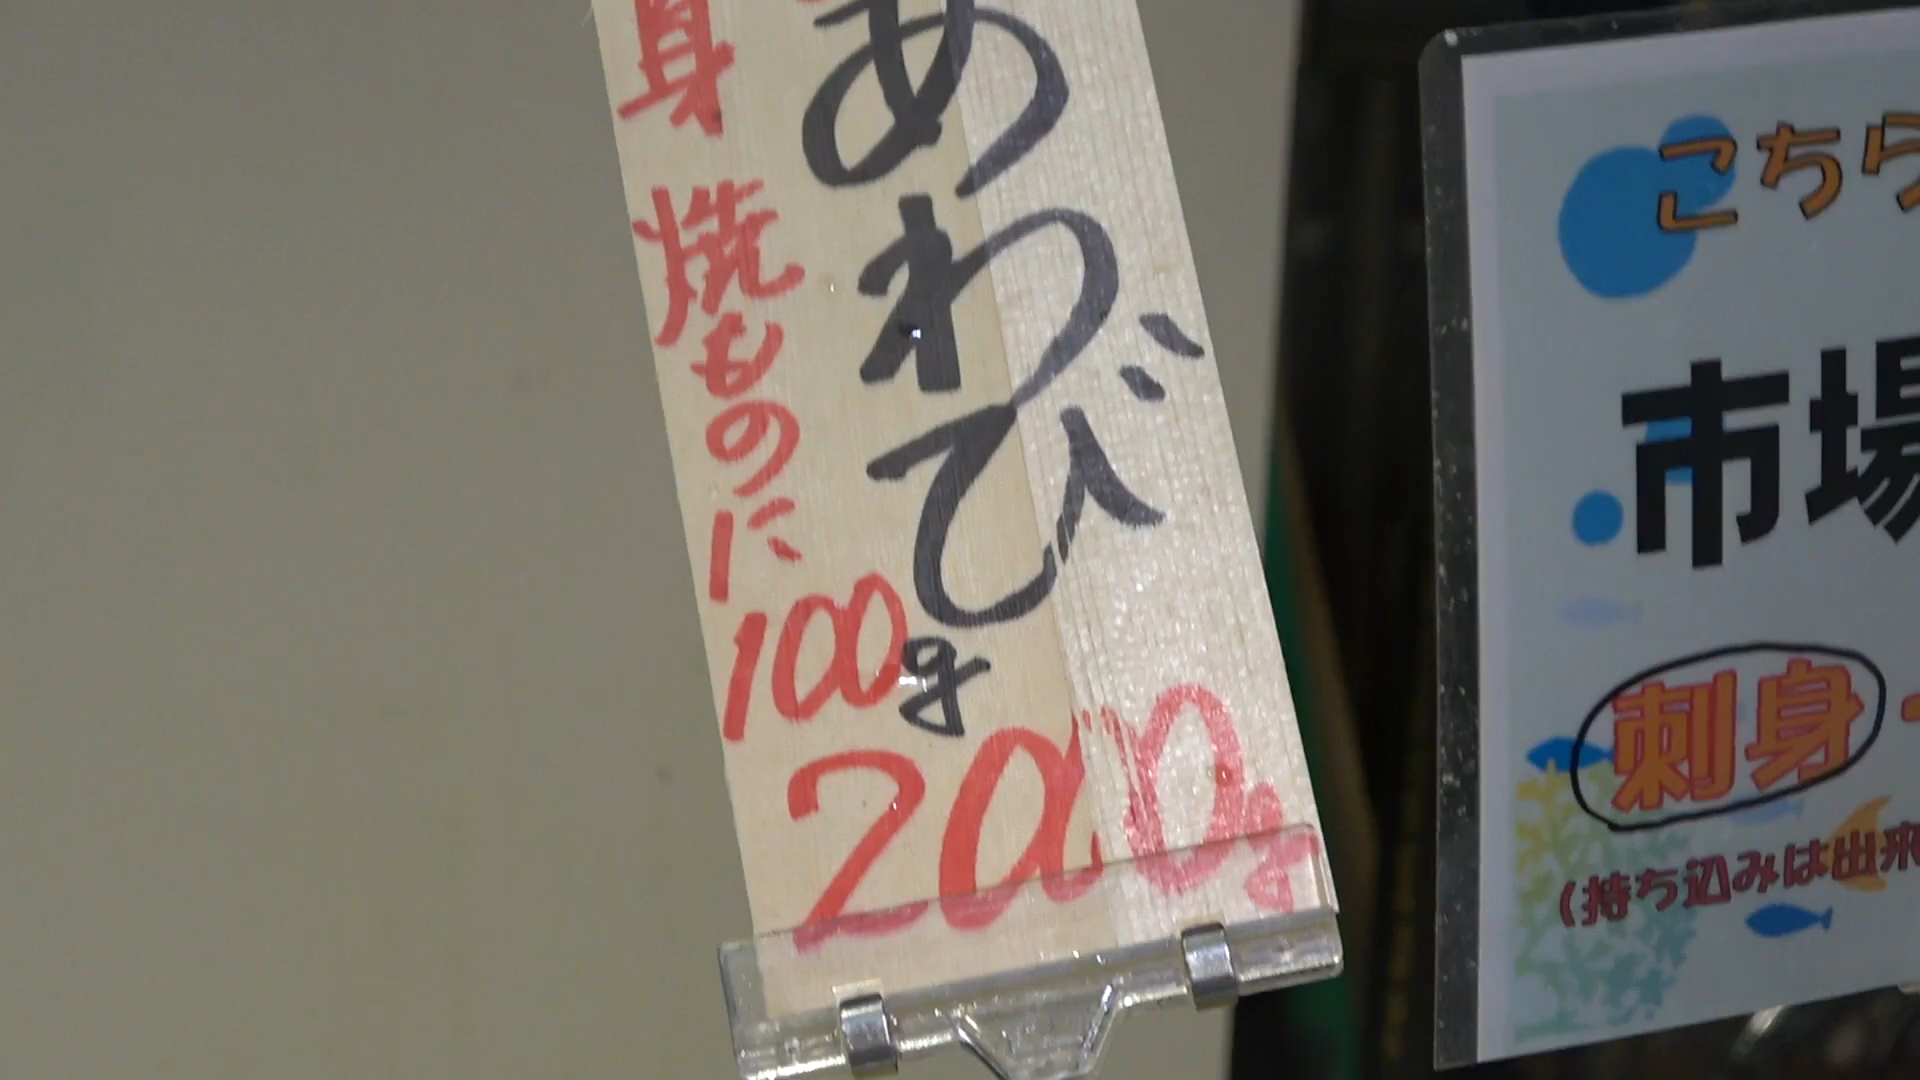 あわび
身 焼ものに
100g
2000g
こちら
市場
刺身
(持ち込みは出来